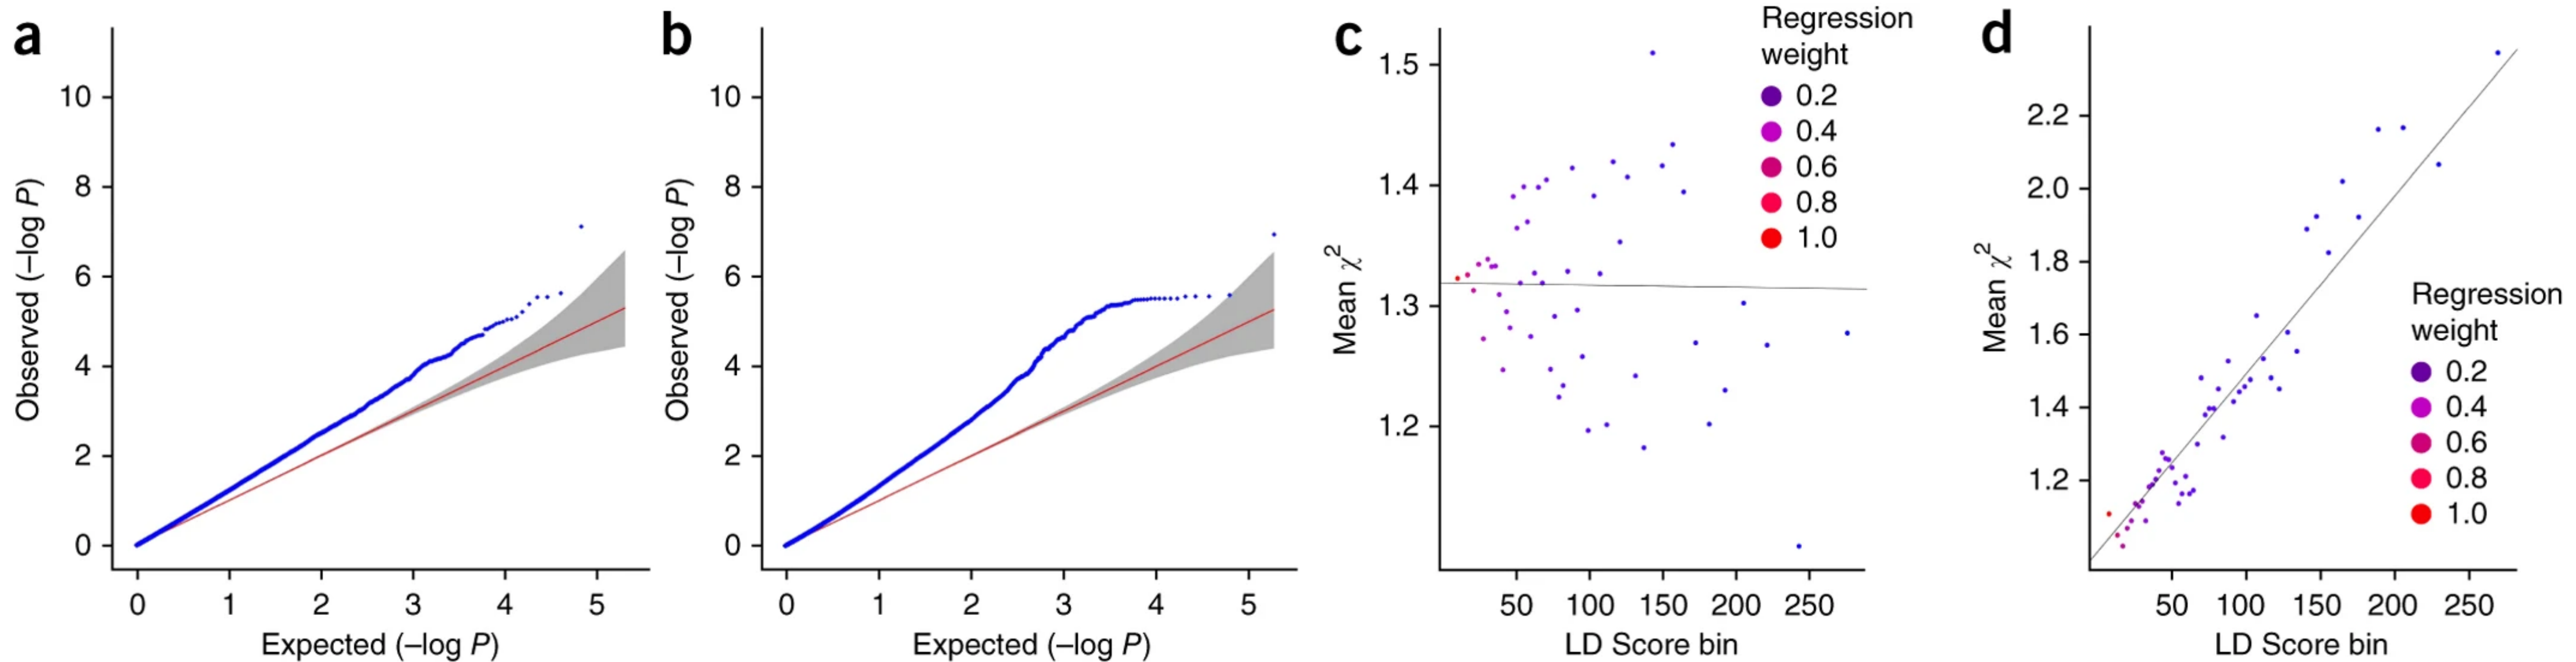 a
10
8
6
4
2
0
Observed (–log P)
0 1 2 3 4 5
Expected (–log P)
b
10
8
6
4
2
0
Observed (–log P)
0 1 2 3 4 5
Expected (–log P)
c
1.5
1.4
1.3
1.2
Mean χ²
50 100 150 200 250
LD Score bin
Regression
weight
0.2
0.4
0.6
0.8
1.0
d
2.2
2.0
1.8
1.6
1.4
1.2
Mean χ²
50 100 150 200 250
LD Score bin
Regression
weight
0.2
0.4
0.6
0.8
1.0